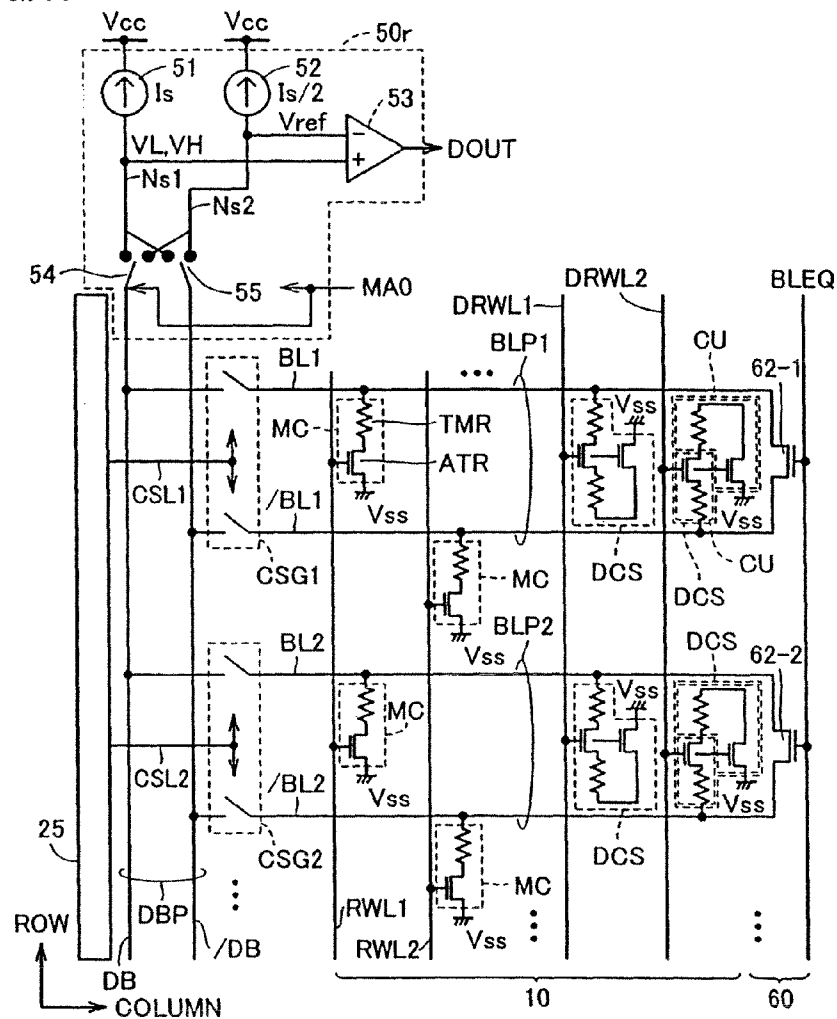 Vcc Vcc 50r
51 52 53
Is Is/2
Vref
VL,VH
DOUT
Ns1
Ns2
54 55 MA0
DRWL1 DRWL2 BLEQ
BL1 BLP1 CU 62-1
MC TMR Vss
ATR
CSL1 /BL1 Vss Vss
CSG1 DCS DCS CU
MC
Vss
BL2 BLP2 DCS 62-2
MC Vss
CSL2 /BL2 Vss Vss
25 CSG2 DCS
MC
DBP
ROW RWL1 Vss
/DB RWL2
DB
COLUMN 10 60